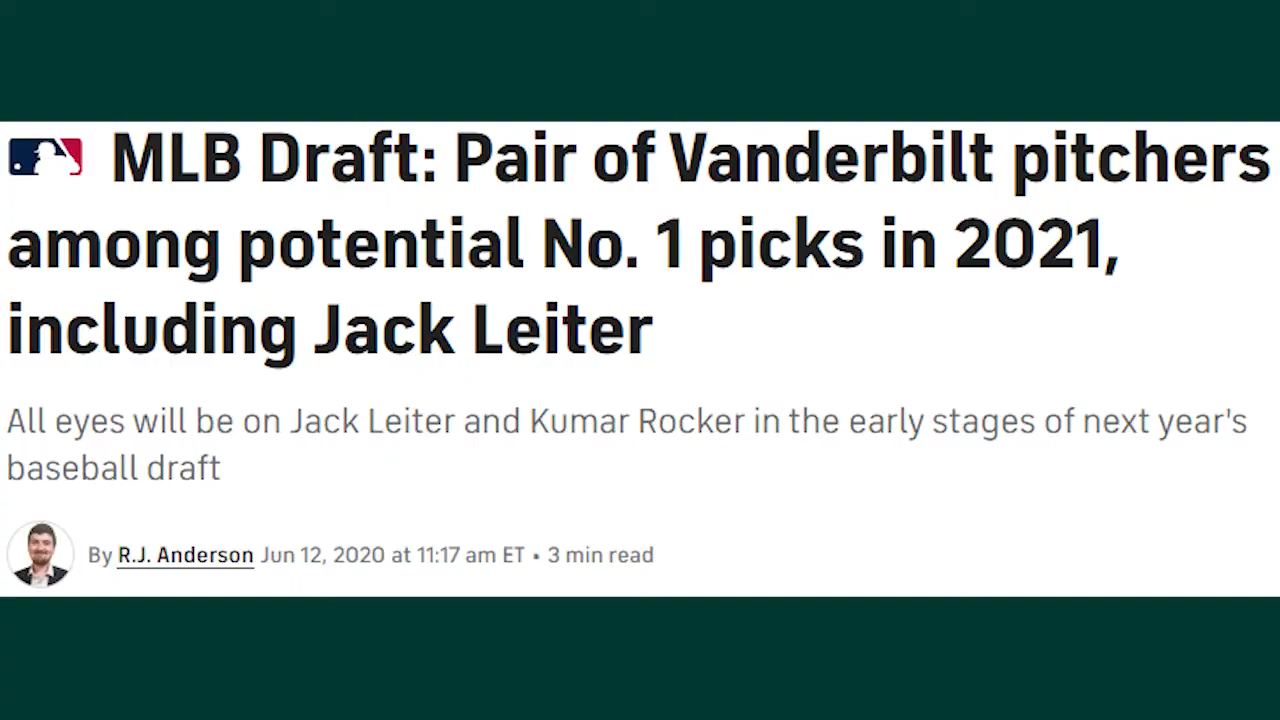 MLB Draft: Pair of Vanderbilt pitchers
among potential No. 1 picks in 2021,
including Jack Leiter
All eyes will be on Jack Leiter and Kumar Rocker in the early stages of next year's
baseball draft
By R.J. Anderson Jun 12, 2020 at 11:17 am ET • 3 min read